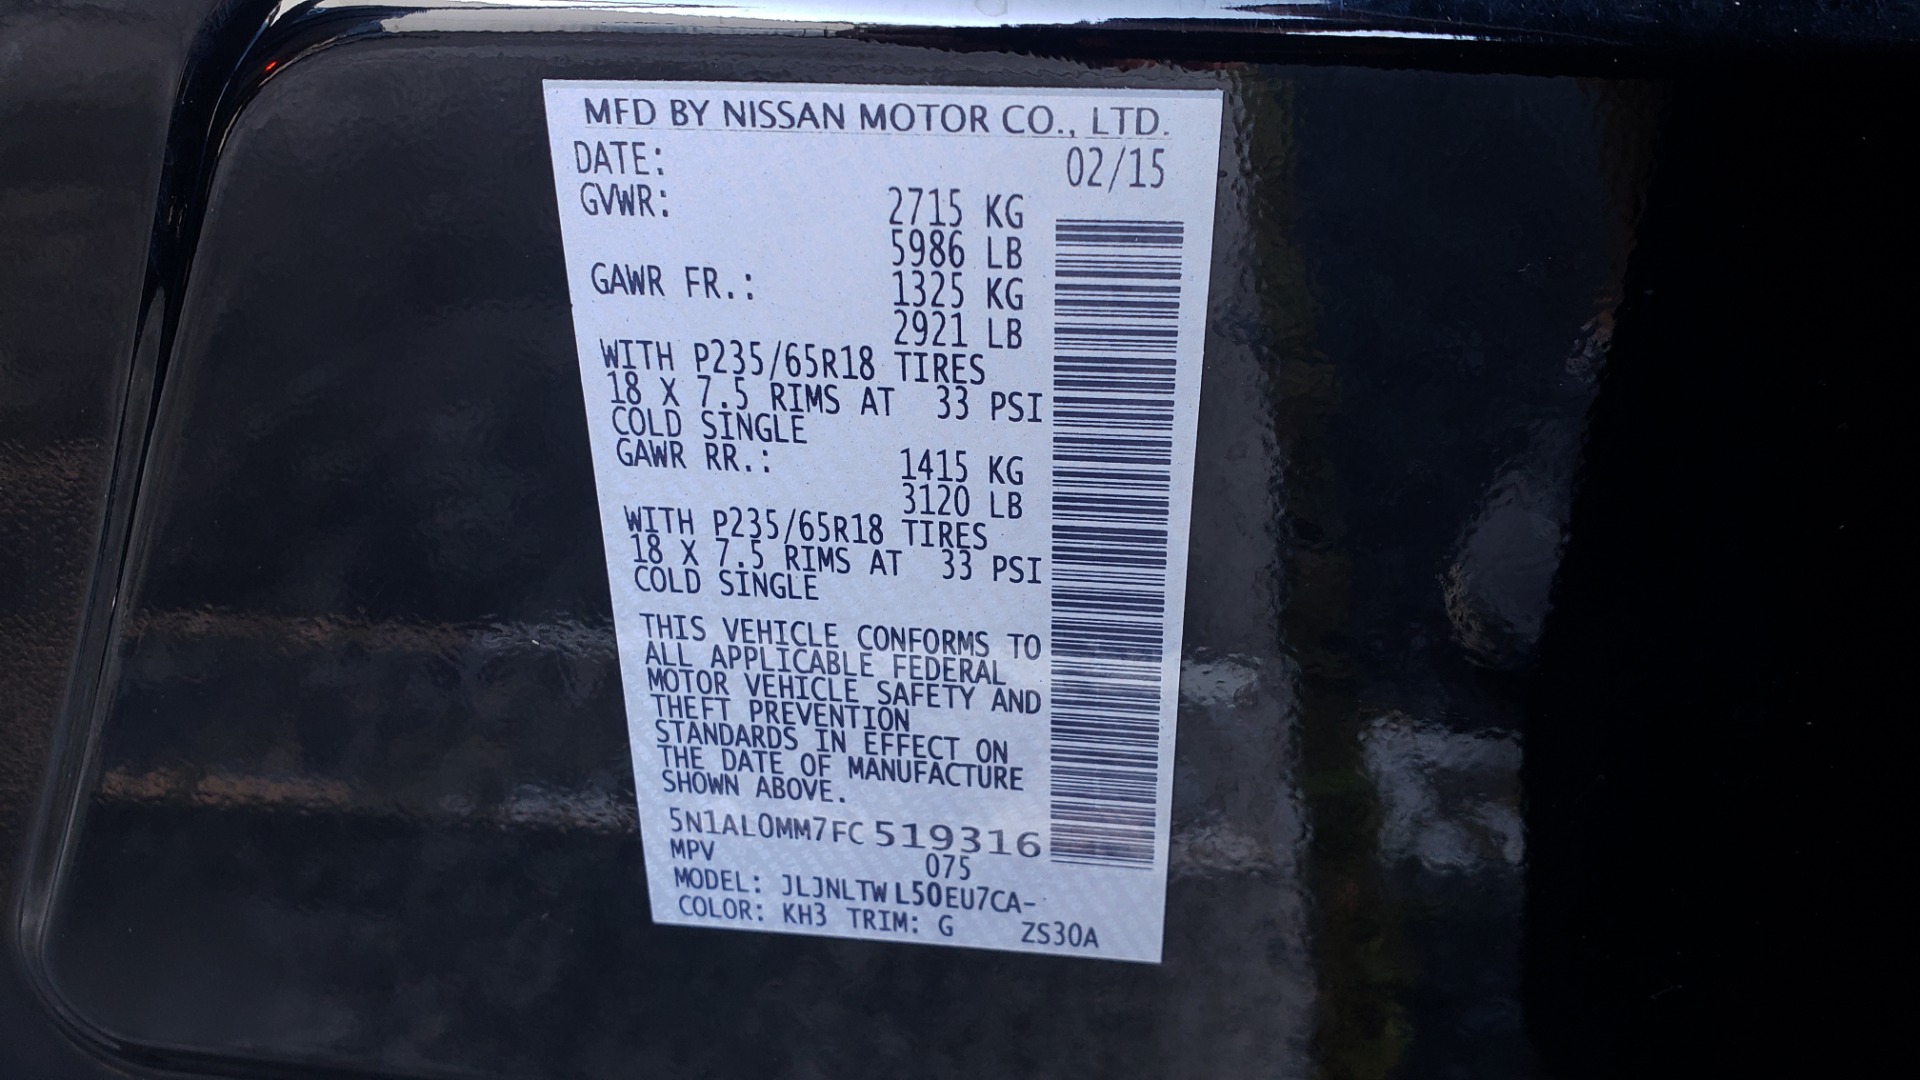 MFD BY NISSAN MOTOR CO., LTD.
DATE: 02/15
GVWR: 2715 KG
5986 LB
GAWR FR.: 1325 KG
2921 LB
WITH P235/65R18 TIRES
18 X 7.5 RIMS AT 33 PSI
COLD SINGLE
GAWR RR.: 1415 KG
3120 LB
WITH P235/65R18 TIRES
18 X 7.5 RIMS AT 33 PSI
COLD SINGLE
THIS VEHICLE CONFORMS TO
ALL APPLICABLE FEDERAL
MOTOR VEHICLE SAFETY AND
THEFT PREVENTION
STANDARDS IN EFFECT ON
THE DATE OF MANUFACTURE
SHOWN ABOVE.
5N1AL0MM7FC519316
MPV 075
MODEL: JLJNLTWL50EU7CA-
COLOR: KH3 TRIM: G ZS30A